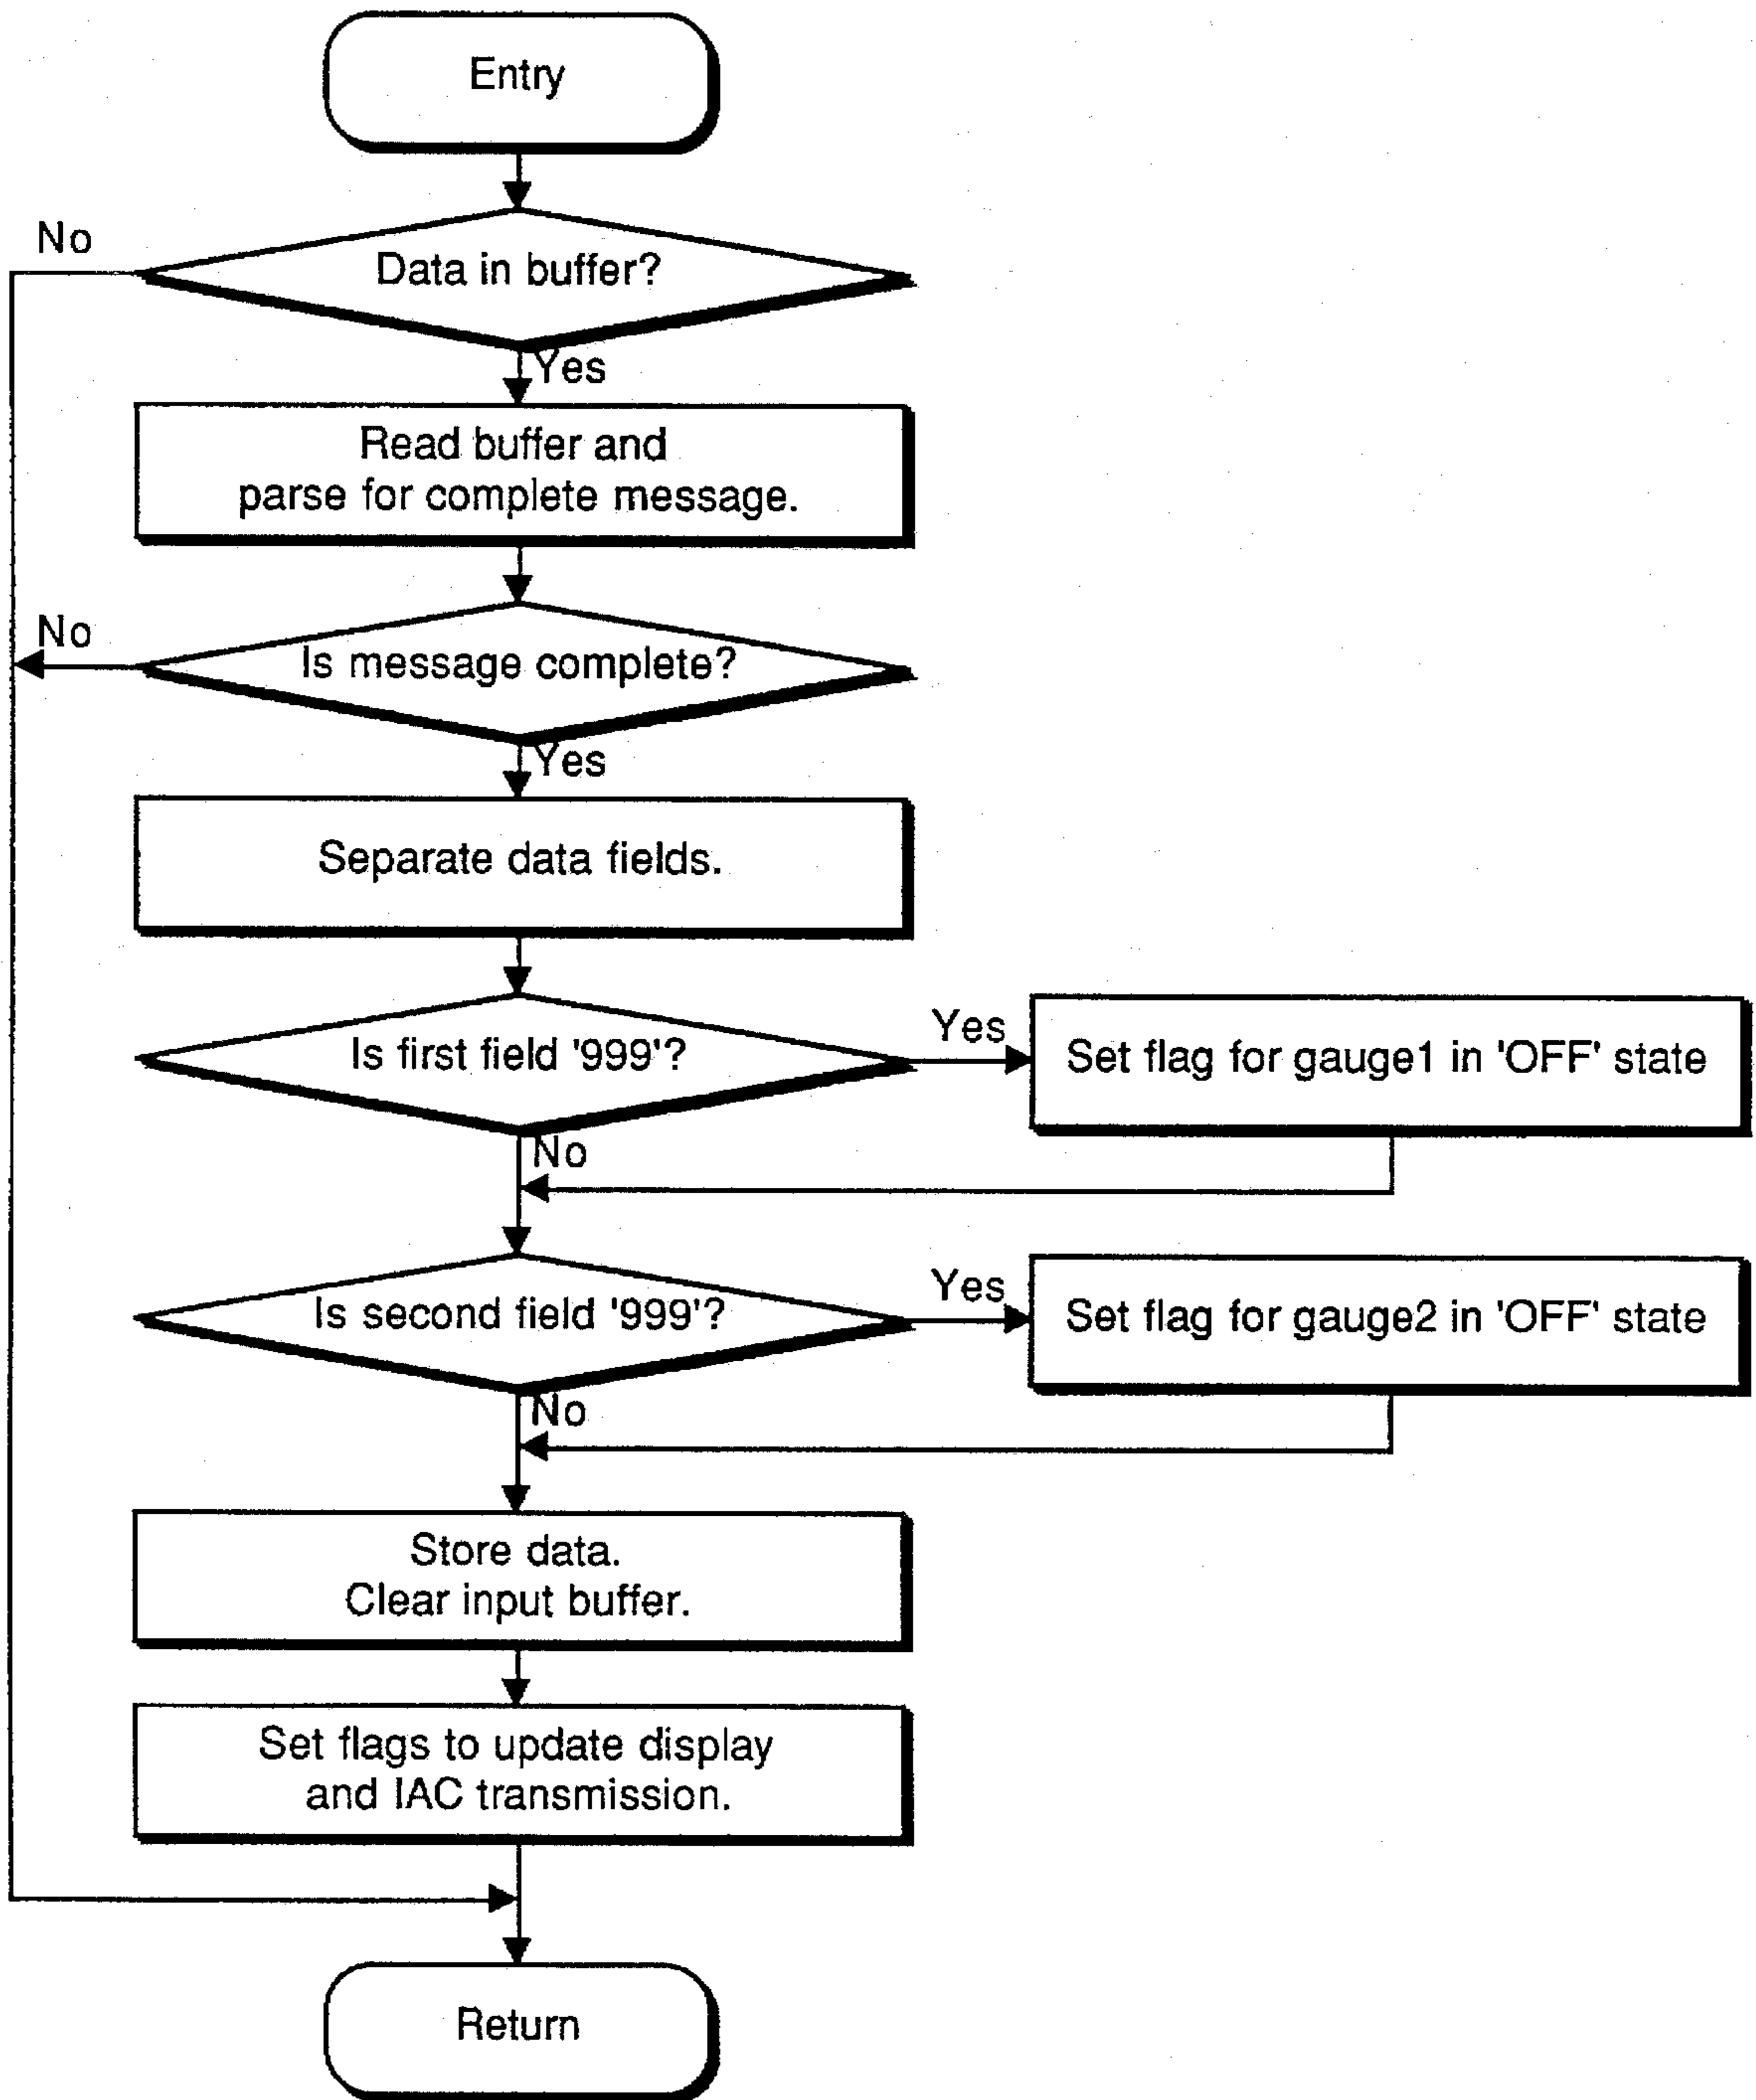 Entry
Data in buffer?
No
Yes
Read buffer and
parse for complete message.
Is message complete?
No
Yes
Separate data fields.
Is first field '999'?
Yes
Set flag for gauge1 in 'OFF' state
No
Is second field '999'?
Yes
Set flag for gauge2 in 'OFF' state
No
Store data.
Clear input buffer.
Set flags to update display
and IAC transmission.
Return